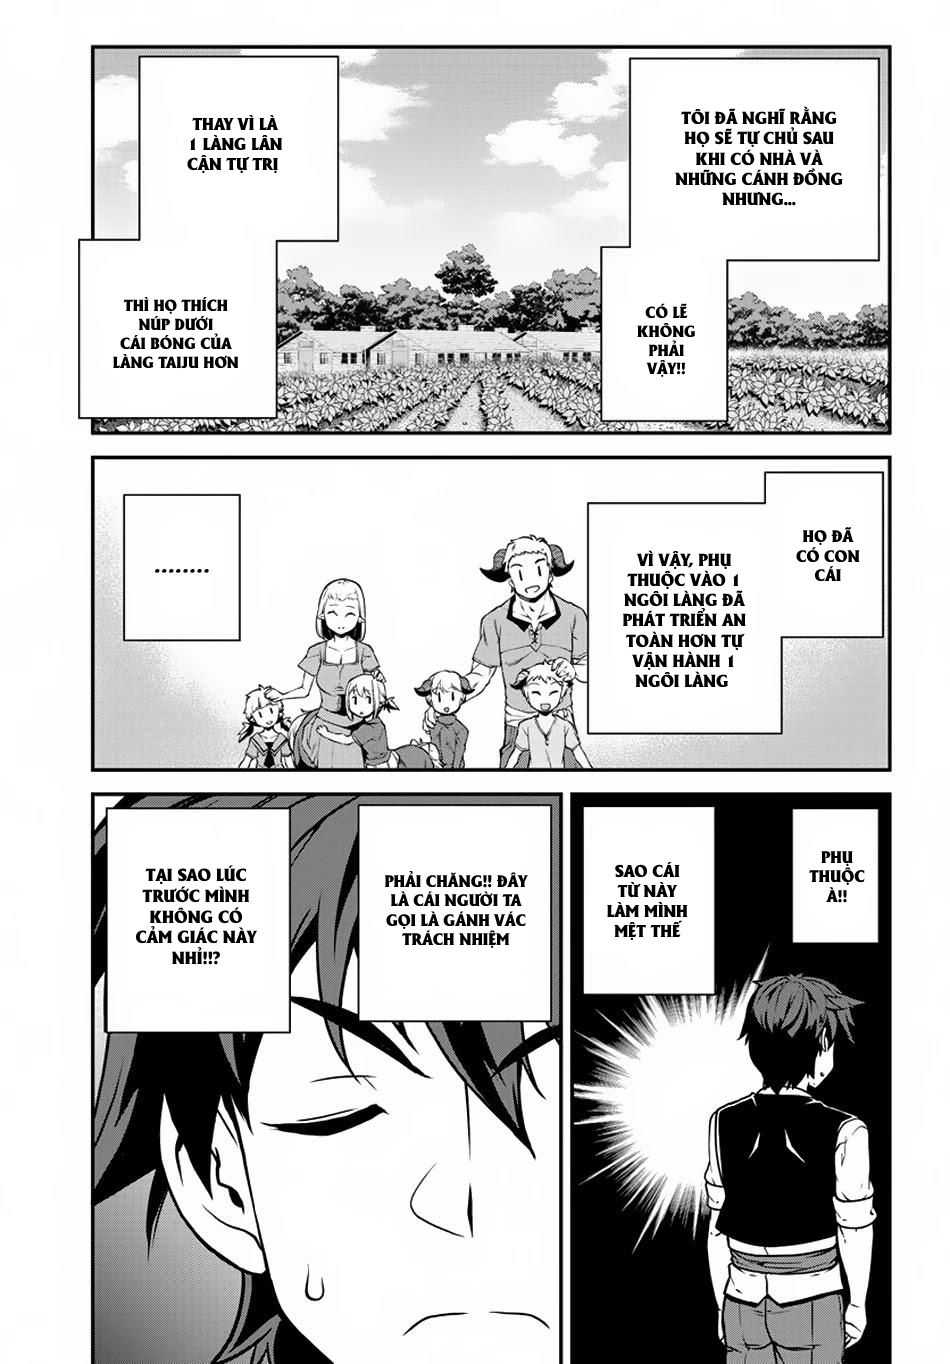 TÔI ĐÃ NGHĨ RẰNG
HỌ SẼ TỰ CHỦ SAU
KHI CÓ NHÀ VÀ
NHỮNG CÁNH ĐỒNG
NHƯNG...
CÓ LẼ
KHÔNG
PHẢI
VẬY!!
THAY VÌ LÀ
1 LÀNG LÂN
CẬN TỰ TRỊ
THÌ HỌ THÍCH
NÚP DƯỚI
CÁI BÓNG CỦA
LÀNG TAIJU HƠN
HỌ ĐÃ
CÓ CON
CÁI
VÌ VẬY, PHỤ
THUỘC VÀO 1
NGÔI LÀNG ĐÃ
PHÁT TRIỂN AN
TOÀN HƠN TỰ
VẬN HÀNH 1
NGÔI LÀNG
........
PHỤ
THUỘC
À!!
SAO CÁI
TỪ NÀY
LÀM MÌNH
MỆT THẾ
PHẢI CHĂNG!! ĐÂY
LÀ CÁI NGƯỜI TA
GỌI LÀ GÁNH VÁC
TRÁCH NHIỆM
TẠI SAO LÚC
TRƯỚC MÌNH
KHÔNG CÓ
CẢM GIÁC NÀY
NHỈ!!?